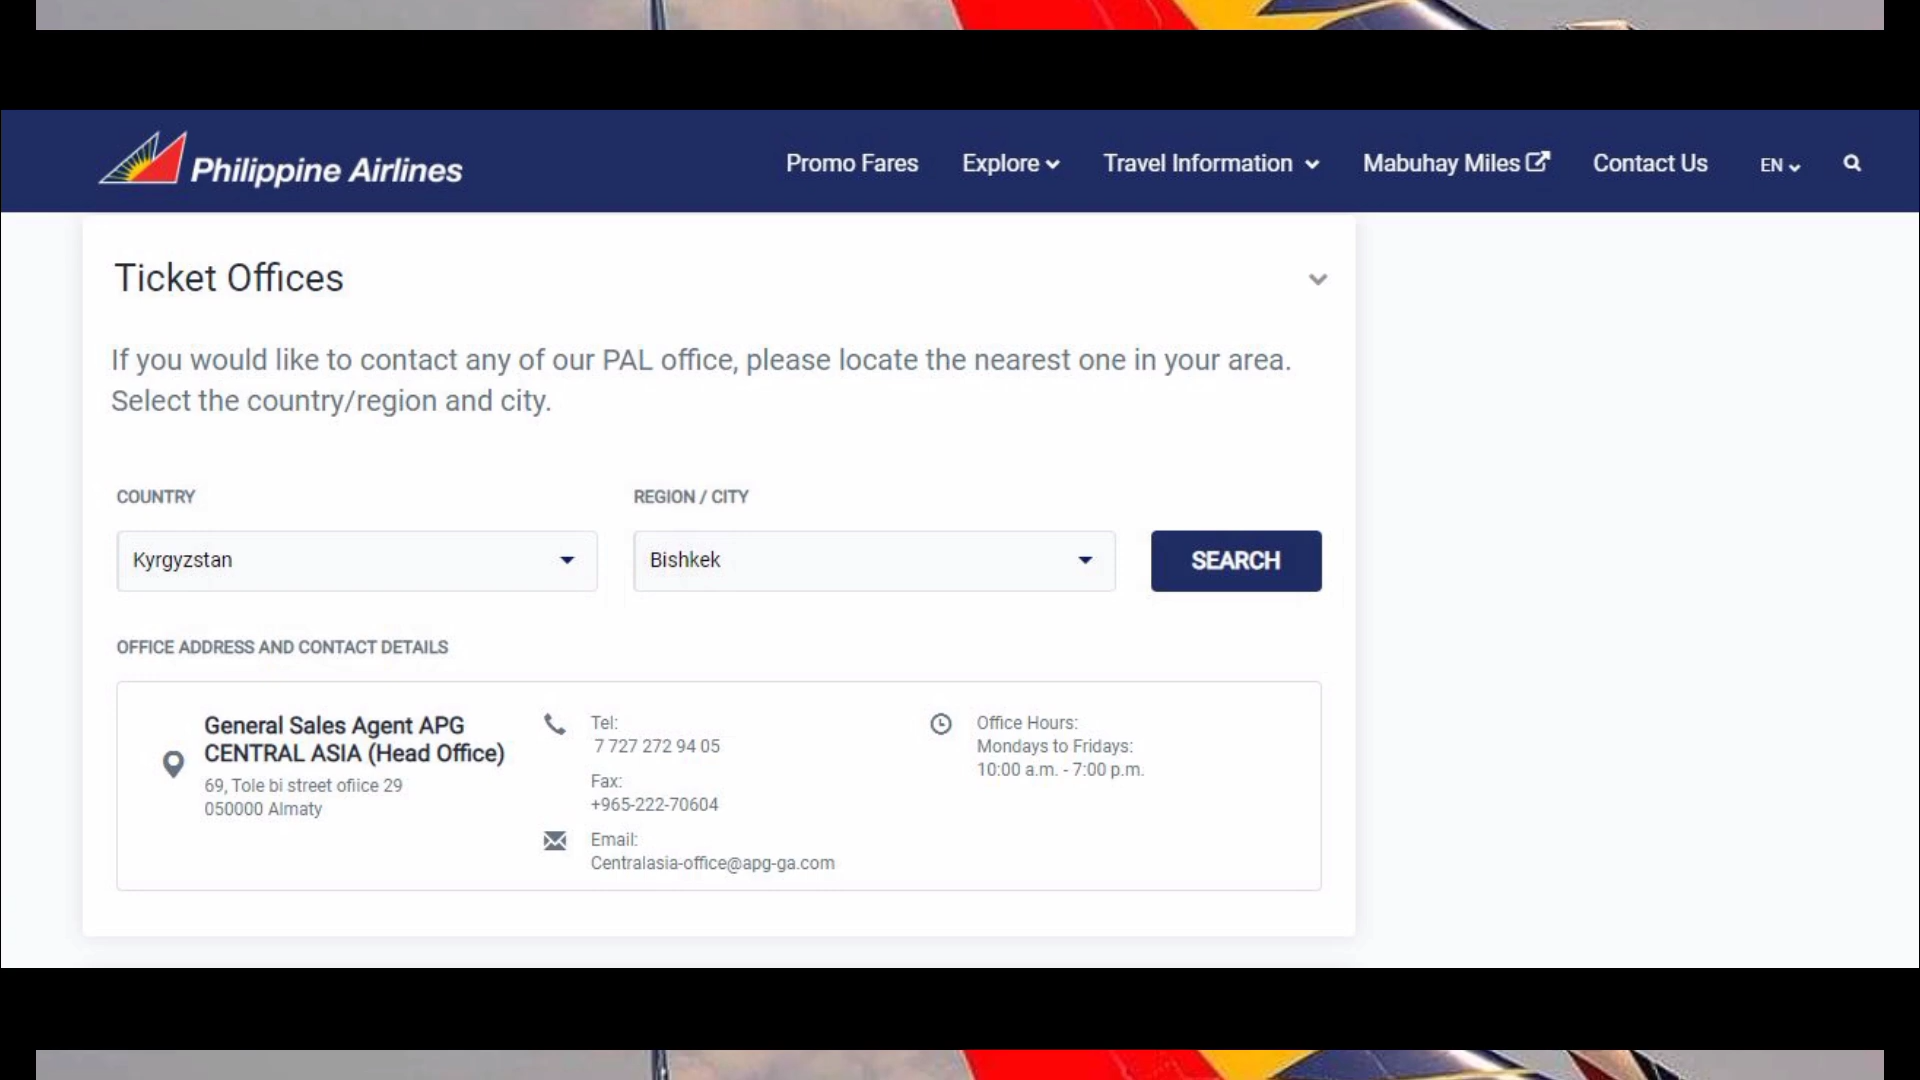 Philippine Airlines
Promo Fares
Explore
Travel Information
Mabuhay Miles
Contact Us
EN
Ticket Offices
If you would like to contact any of our PAL office, please locate the nearest one in your area.
Select the country/region and city.
COUNTRY
REGION / CITY
Kyrgyzstan
Bishkek
SEARCH
OFFICE ADDRESS AND CONTACT DETAILS
General Sales Agent APG
CENTRAL ASIA (Head Office)
69, Tole bi street ofiice 29
050000 Almaty
Tel:
7 727 272 94 05
Fax:
+965-222-70604
Email:
Centralasia-office@apg-ga.com
Office Hours:
Mondays to Fridays:
10:00 a.m. - 7:00 p.m.